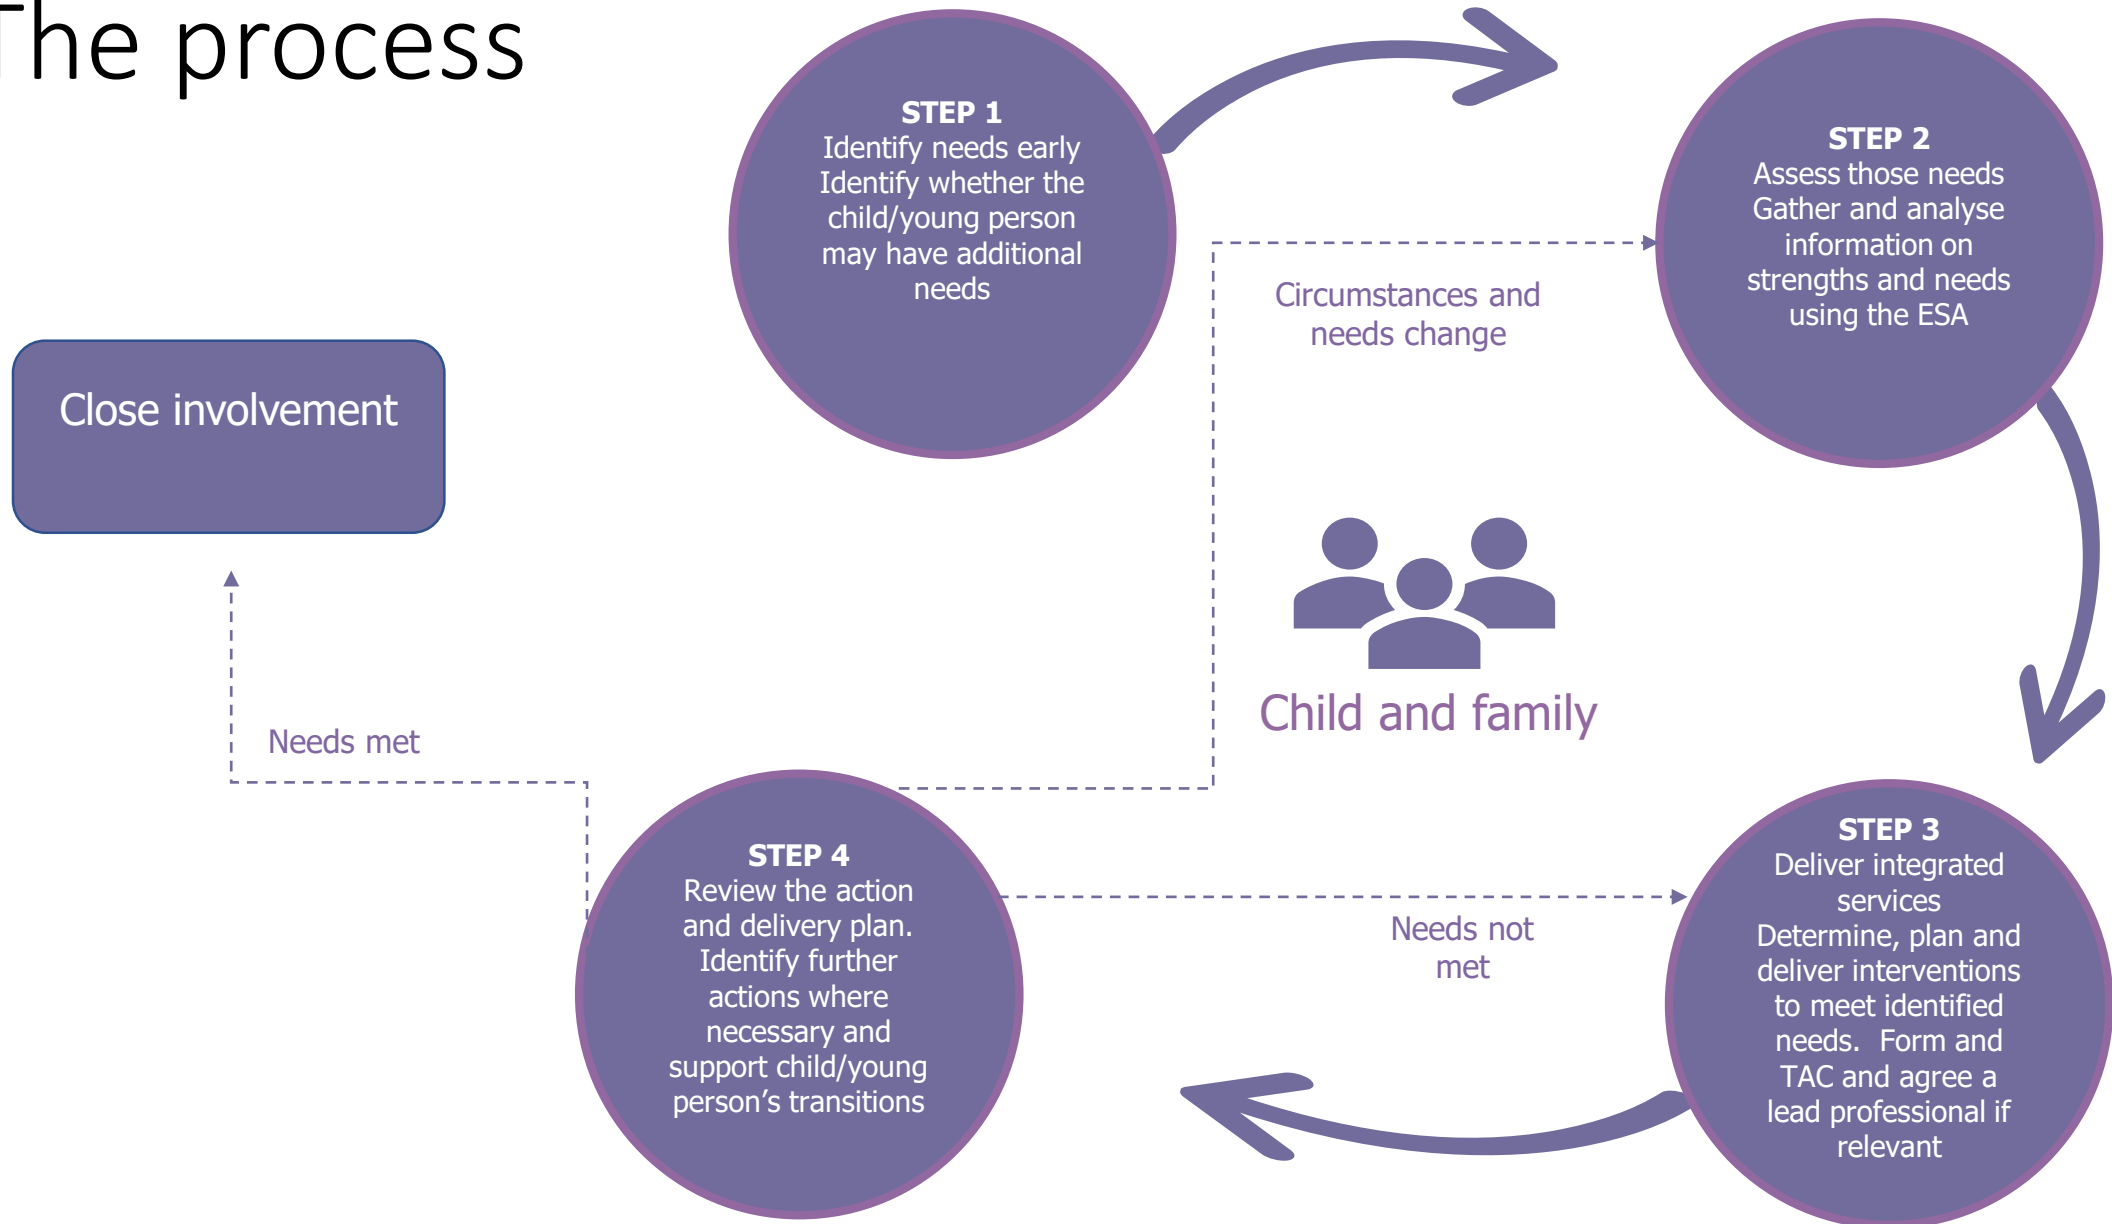 The process
STEP 1
Identify needs early
Identify whether the
child/young person
may have additional
needs
STEP 2
Assess those needs
Gather and analyse
information on
strengths and needs
using the ESA
Circumstances and
needs change
Close involvement
Child and family
Needs met
STEP 3
Deliver integrated
services
Determine, plan and
deliver interventions
to meet identified
needs.  Form and
TAC and agree a
lead professional if
relevant
STEP 4
Review the action
and delivery plan.
Identify further
actions where
necessary and
support child/young
person’s transitions
Needs not
met